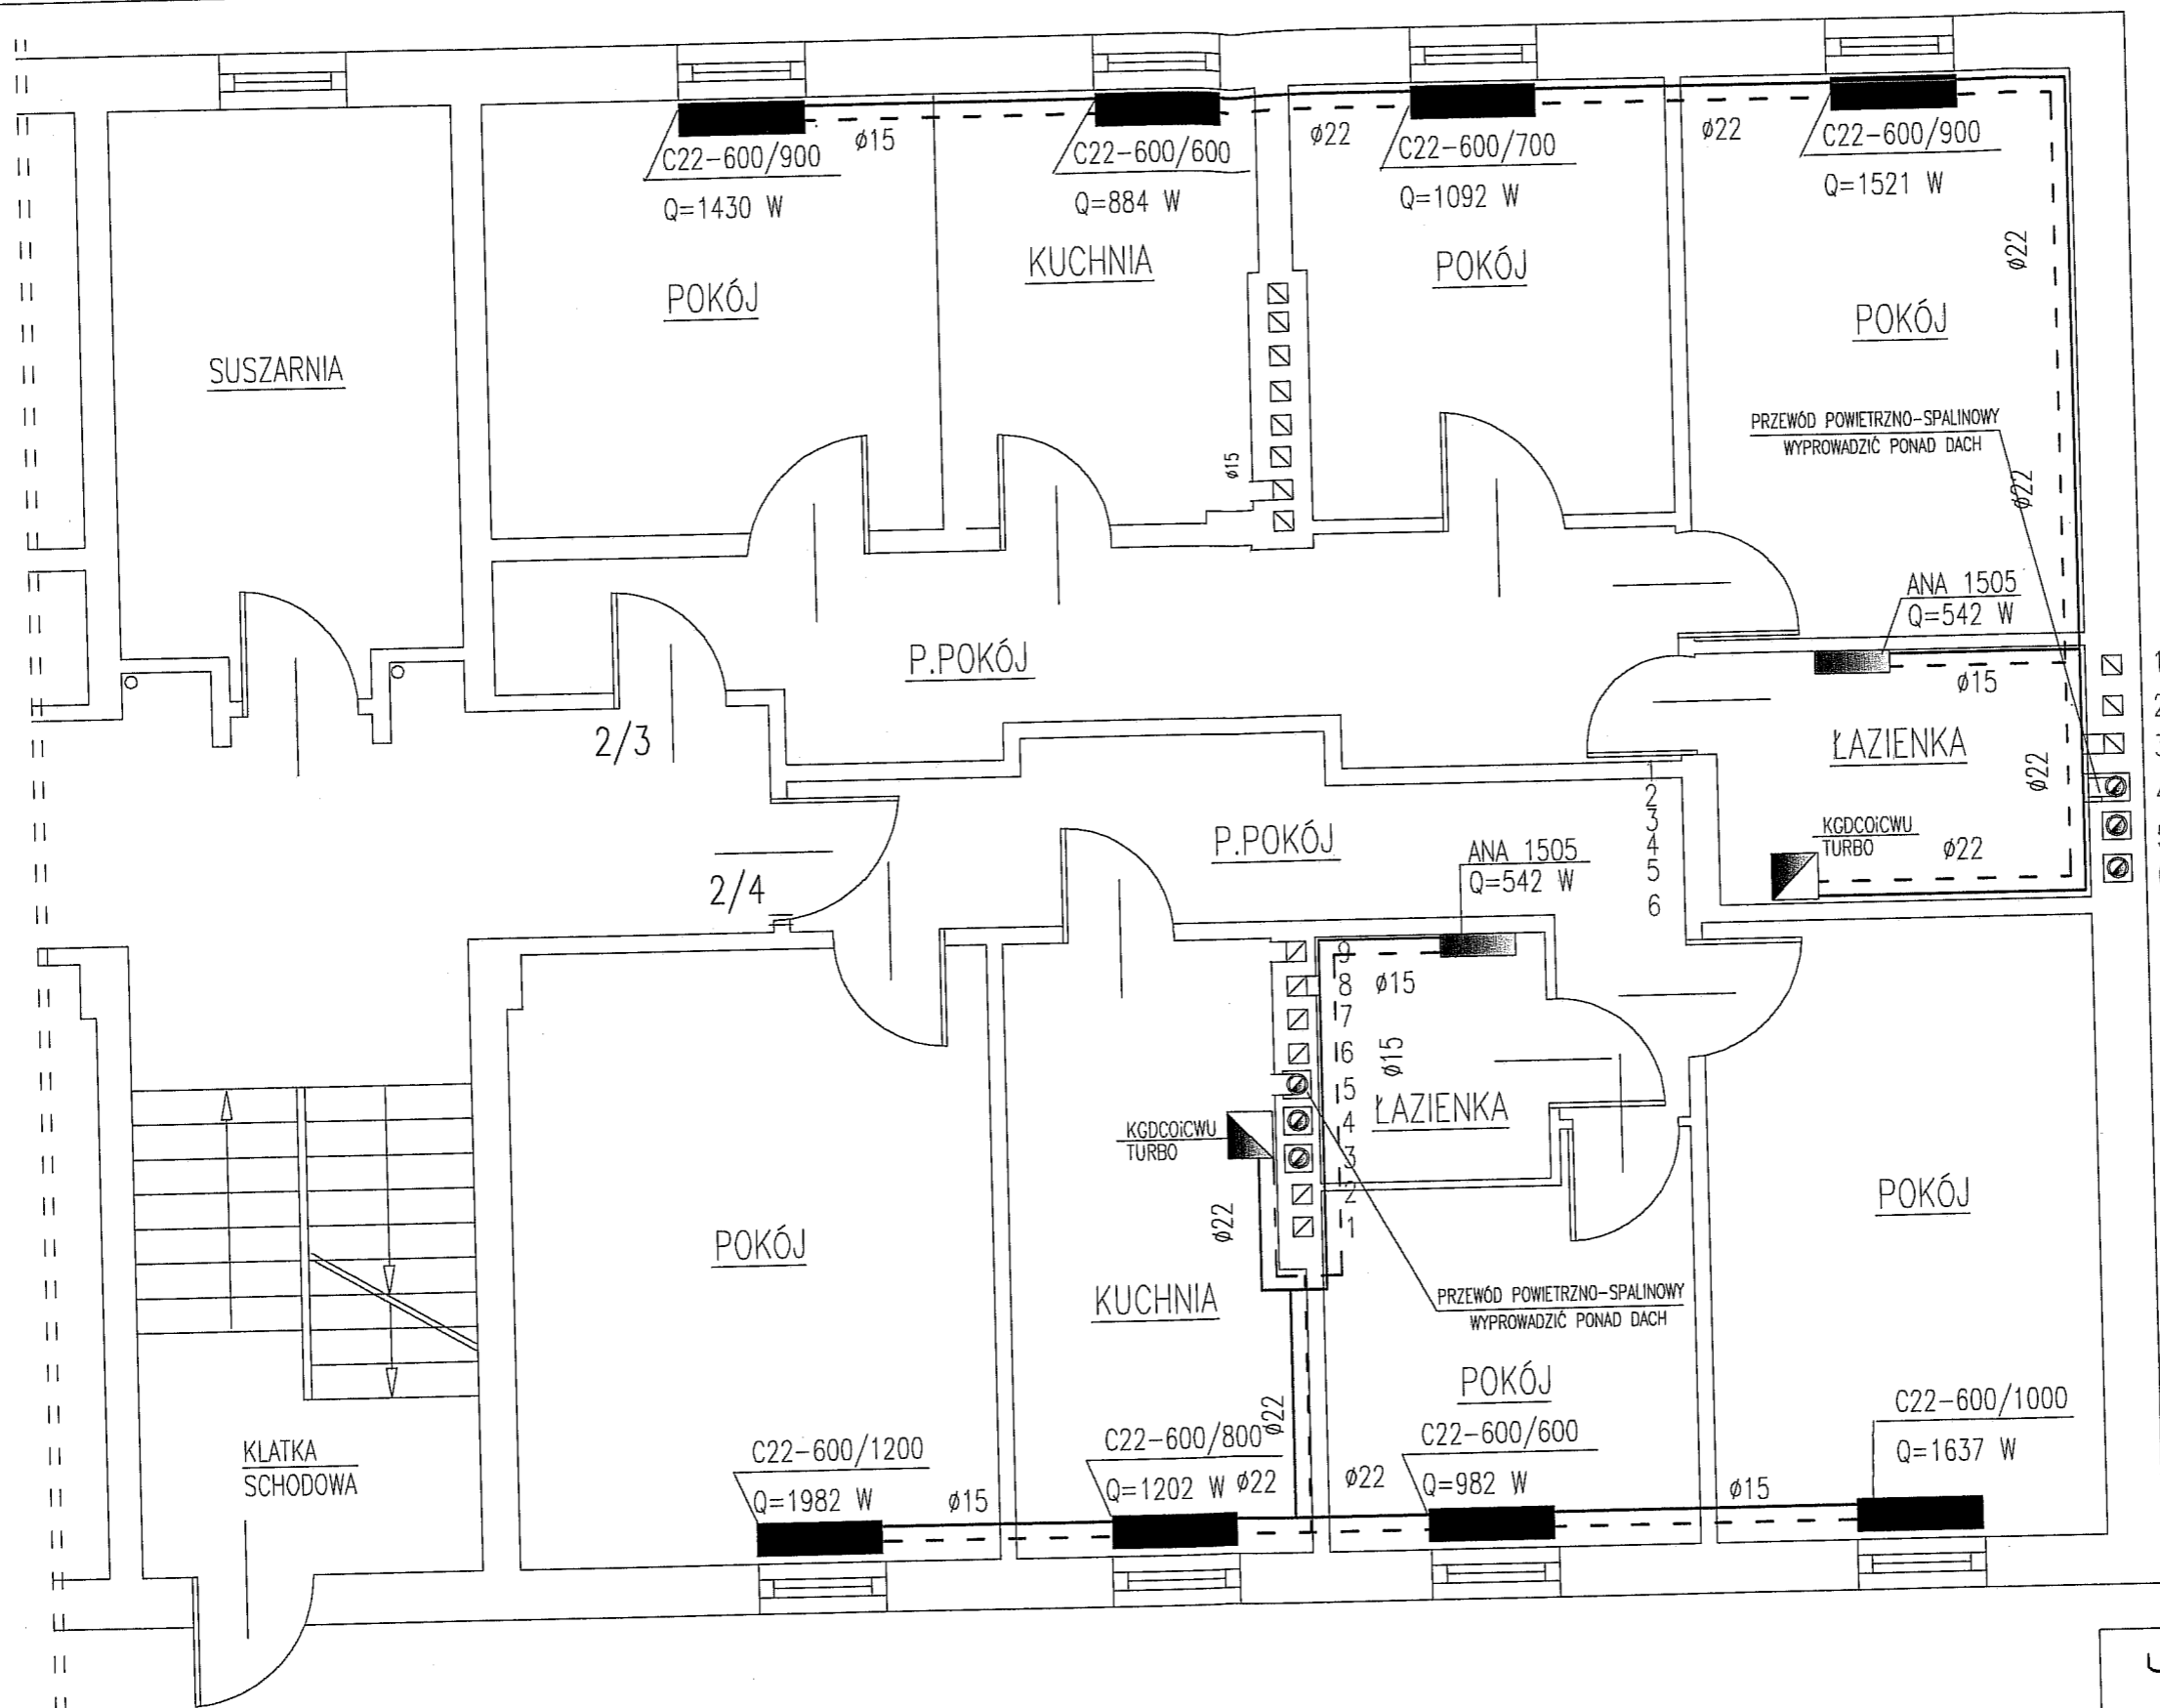 C22-600/900
Q=1430 W
ø15
C22-600/600
Q=884 W
ø22
C22-600/700
Q=1092 W
ø22
C22-600/900
Q=1521 W
ø22
POKÓJ
KUCHNIA
POKÓJ
POKÓJ
SUSZARNIA
ø15
PRZEWÓD POWIETRZNO-SPALINOWY
WYPROWADZIĆ PONAD DACH
ø22
ANA 1505
Q=542 W
P.POKÓJ
ø15
1
2
3
4
2/3
ŁAZIENKA
ø22
KGDCOiCWU
TURBO
ø22
1
2
3
4
5
6
P.POKÓJ
2/4
ANA 1505
Q=542 W
9
8
7
6
5
4
3
2
1
ø15
ø15
ŁAZIENKA
KGDCOiCWU
TURBO
ø22
POKÓJ
KUCHNIA
POKÓJ
PRZEWÓD POWIETRZNO-SPALINOWY
WYPROWADZIĆ PONAD DACH
POKÓJ
KLATKA
SCHODOWA
C22-600/1200
Q=1982 W
ø15
C22-600/800
Q=1202 W
ø22
ø22
ø22
C22-600/600
Q=982 W
ø15
C22-600/1000
Q=1637 W